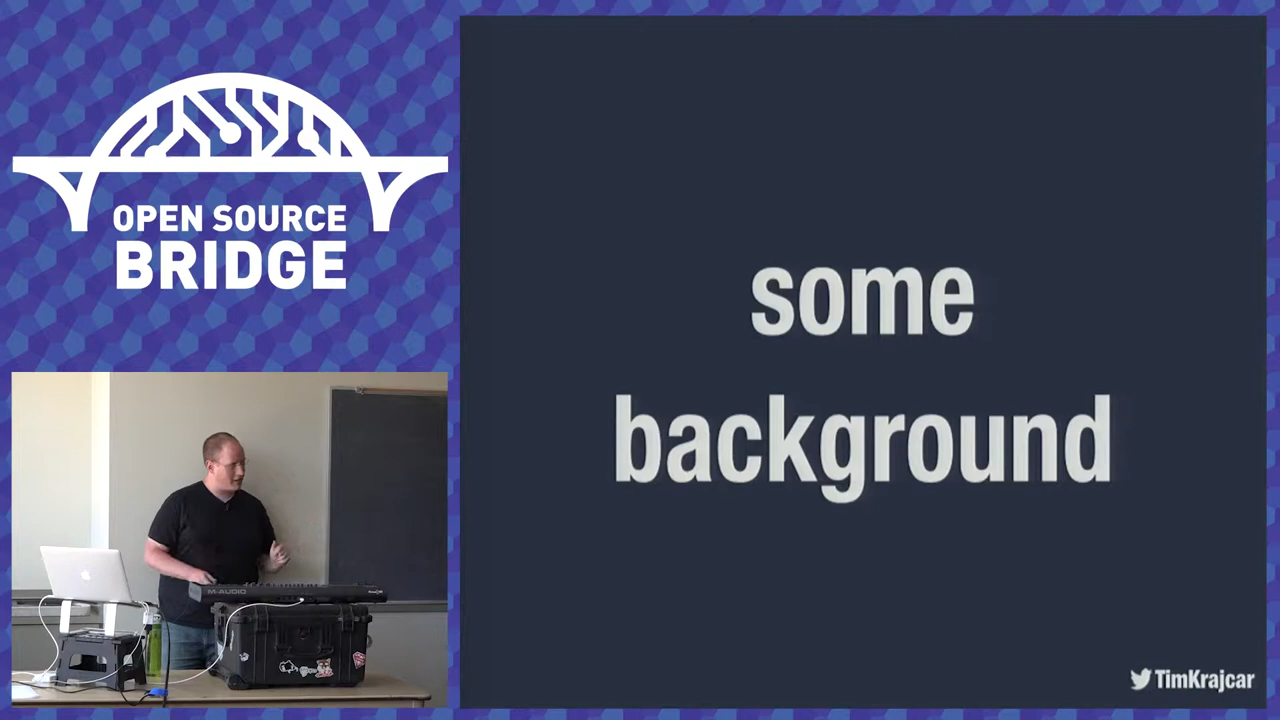 OPEN SOURCE
BRIDGE
some
background
M-AUDIO
TimKrajcar